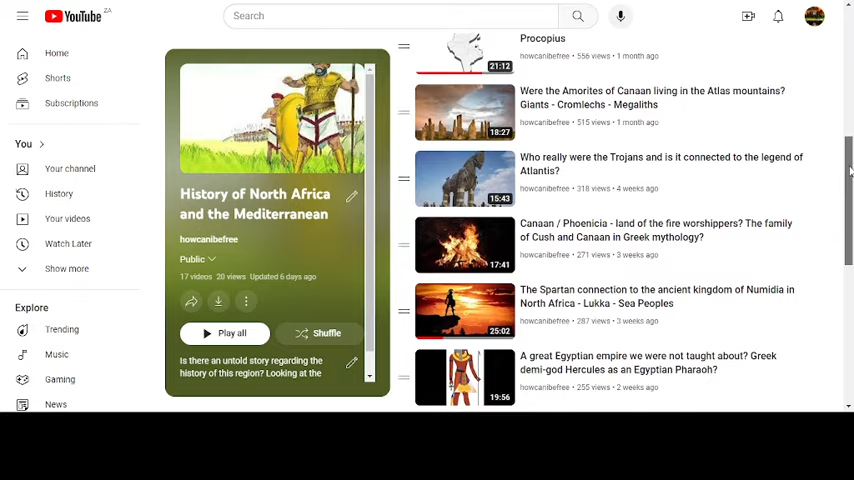 YouTube ZA
Search
Home
Shorts
Subscriptions
You
Your channel
History
Your videos
Watch Later
Show more
Explore
Trending
Music
Gaming
News
History of North Africa
and the Mediterranean
howcanibefree
Public
17 videos 20 views Updated 6 days ago
Play all
Shuffle
Is there an untold story regarding the
history of this region? Looking at the
Procopius
howcanibefree • 556 views • 1 month ago
21:12
Were the Amorites of Canaan living in the Atlas mountains?
Giants - Cromlechs - Megaliths
howcanibefree • 515 views • 1 month ago
18:27
Who really were the Trojans and is it connected to the legend of
Atlantis?
howcanibefree • 318 views • 4 weeks ago
15:43
Canaan / Phoenicia - land of the fire worshippers? The family
of Cush and Canaan in Greek mythology?
howcanibefree • 271 views • 3 weeks ago
17:41
The Spartan connection to the ancient kingdom of Numidia in
North Africa - Lukka - Sea Peoples
howcanibefree • 287 views • 3 weeks ago
25:02
A great Egyptian empire we were not taught about? Greek
demi-god Hercules as an Egyptian Pharaoh?
howcanibefree • 255 views • 2 weeks ago
19:56